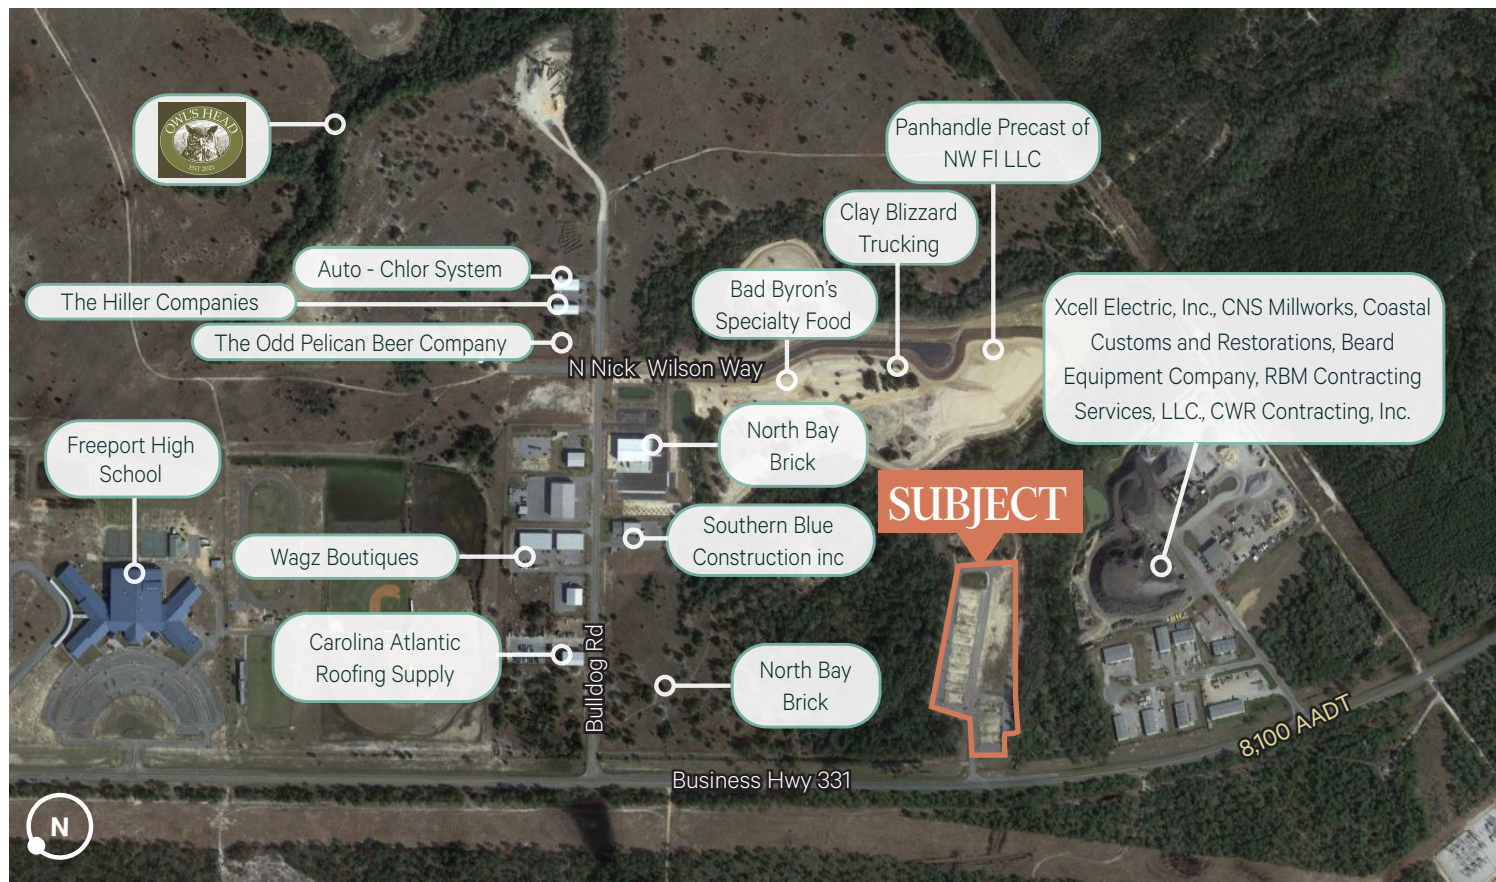 OWL'S HEAD
EST 2021
Panhandle Precast of
NW Fl LLC
Clay Blizzard
Trucking
Auto - Chlor System
The Hiller Companies
The Odd Pelican Beer Company
Bad Byron's
Specialty Food
Xcell Electric, Inc., CNS Millworks, Coastal
Customs and Restorations, Beard
Equipment Company, RBM Contracting
Services, LLC., CWR Contracting, Inc.
N Nick Wilson Way
Freeport High
School
North Bay
Brick
SUBJECT
Wagz Boutiques
Southern Blue
Construction inc
Carolina Atlantic
Roofing Supply
Bulldog Rd
North Bay
Brick
8,100 AADT
Business Hwy 331
N